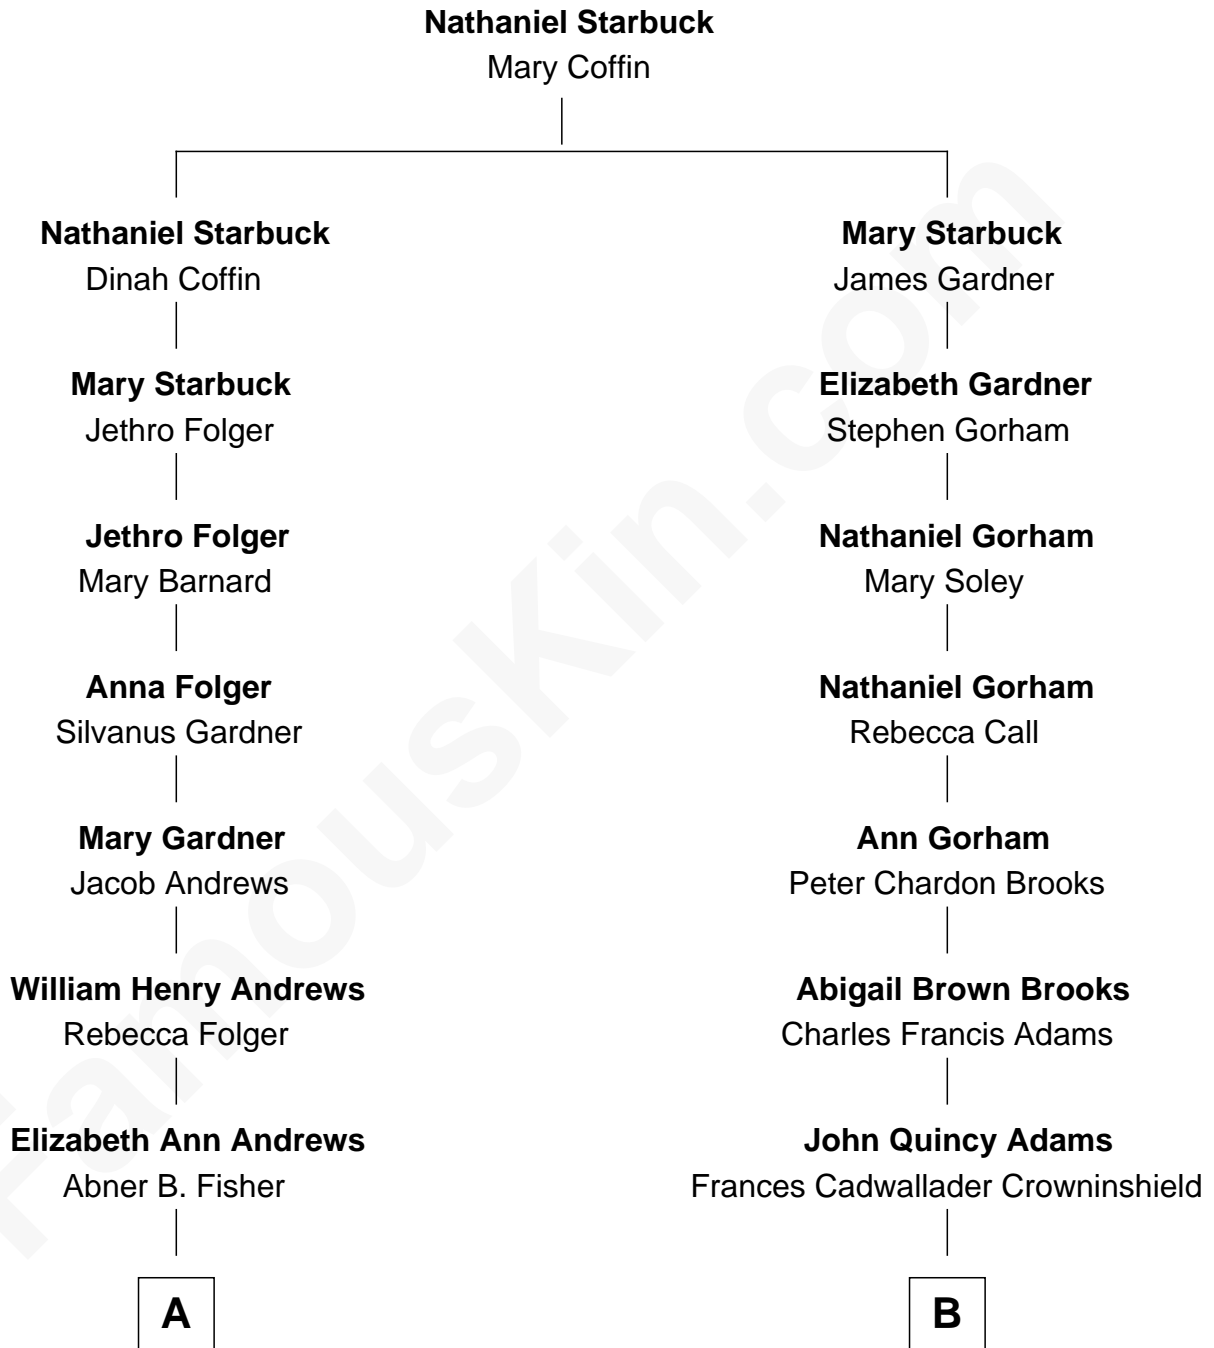 Nathaniel Starbuck
Mary Coffin
Nathaniel Starbuck
Dinah Coffin
Mary Starbuck
James Gardner
Mary Starbuck
Jethro Folger
Elizabeth Gardner
Stephen Gorham
Jethro Folger
Mary Barnard
Nathaniel Gorham
Mary Soley
Anna Folger
Silvanus Gardner
Nathaniel Gorham
Rebecca Call
Mary Gardner
Jacob Andrews
Ann Gorham
Peter Chardon Brooks
William Henry Andrews
Rebecca Folger
Abigail Brown Brooks
Charles Francis Adams
Elizabeth Ann Andrews
Abner B. Fisher
John Quincy Adams
Frances Cadwallader Crowninshield
A
B
FamousKin.com